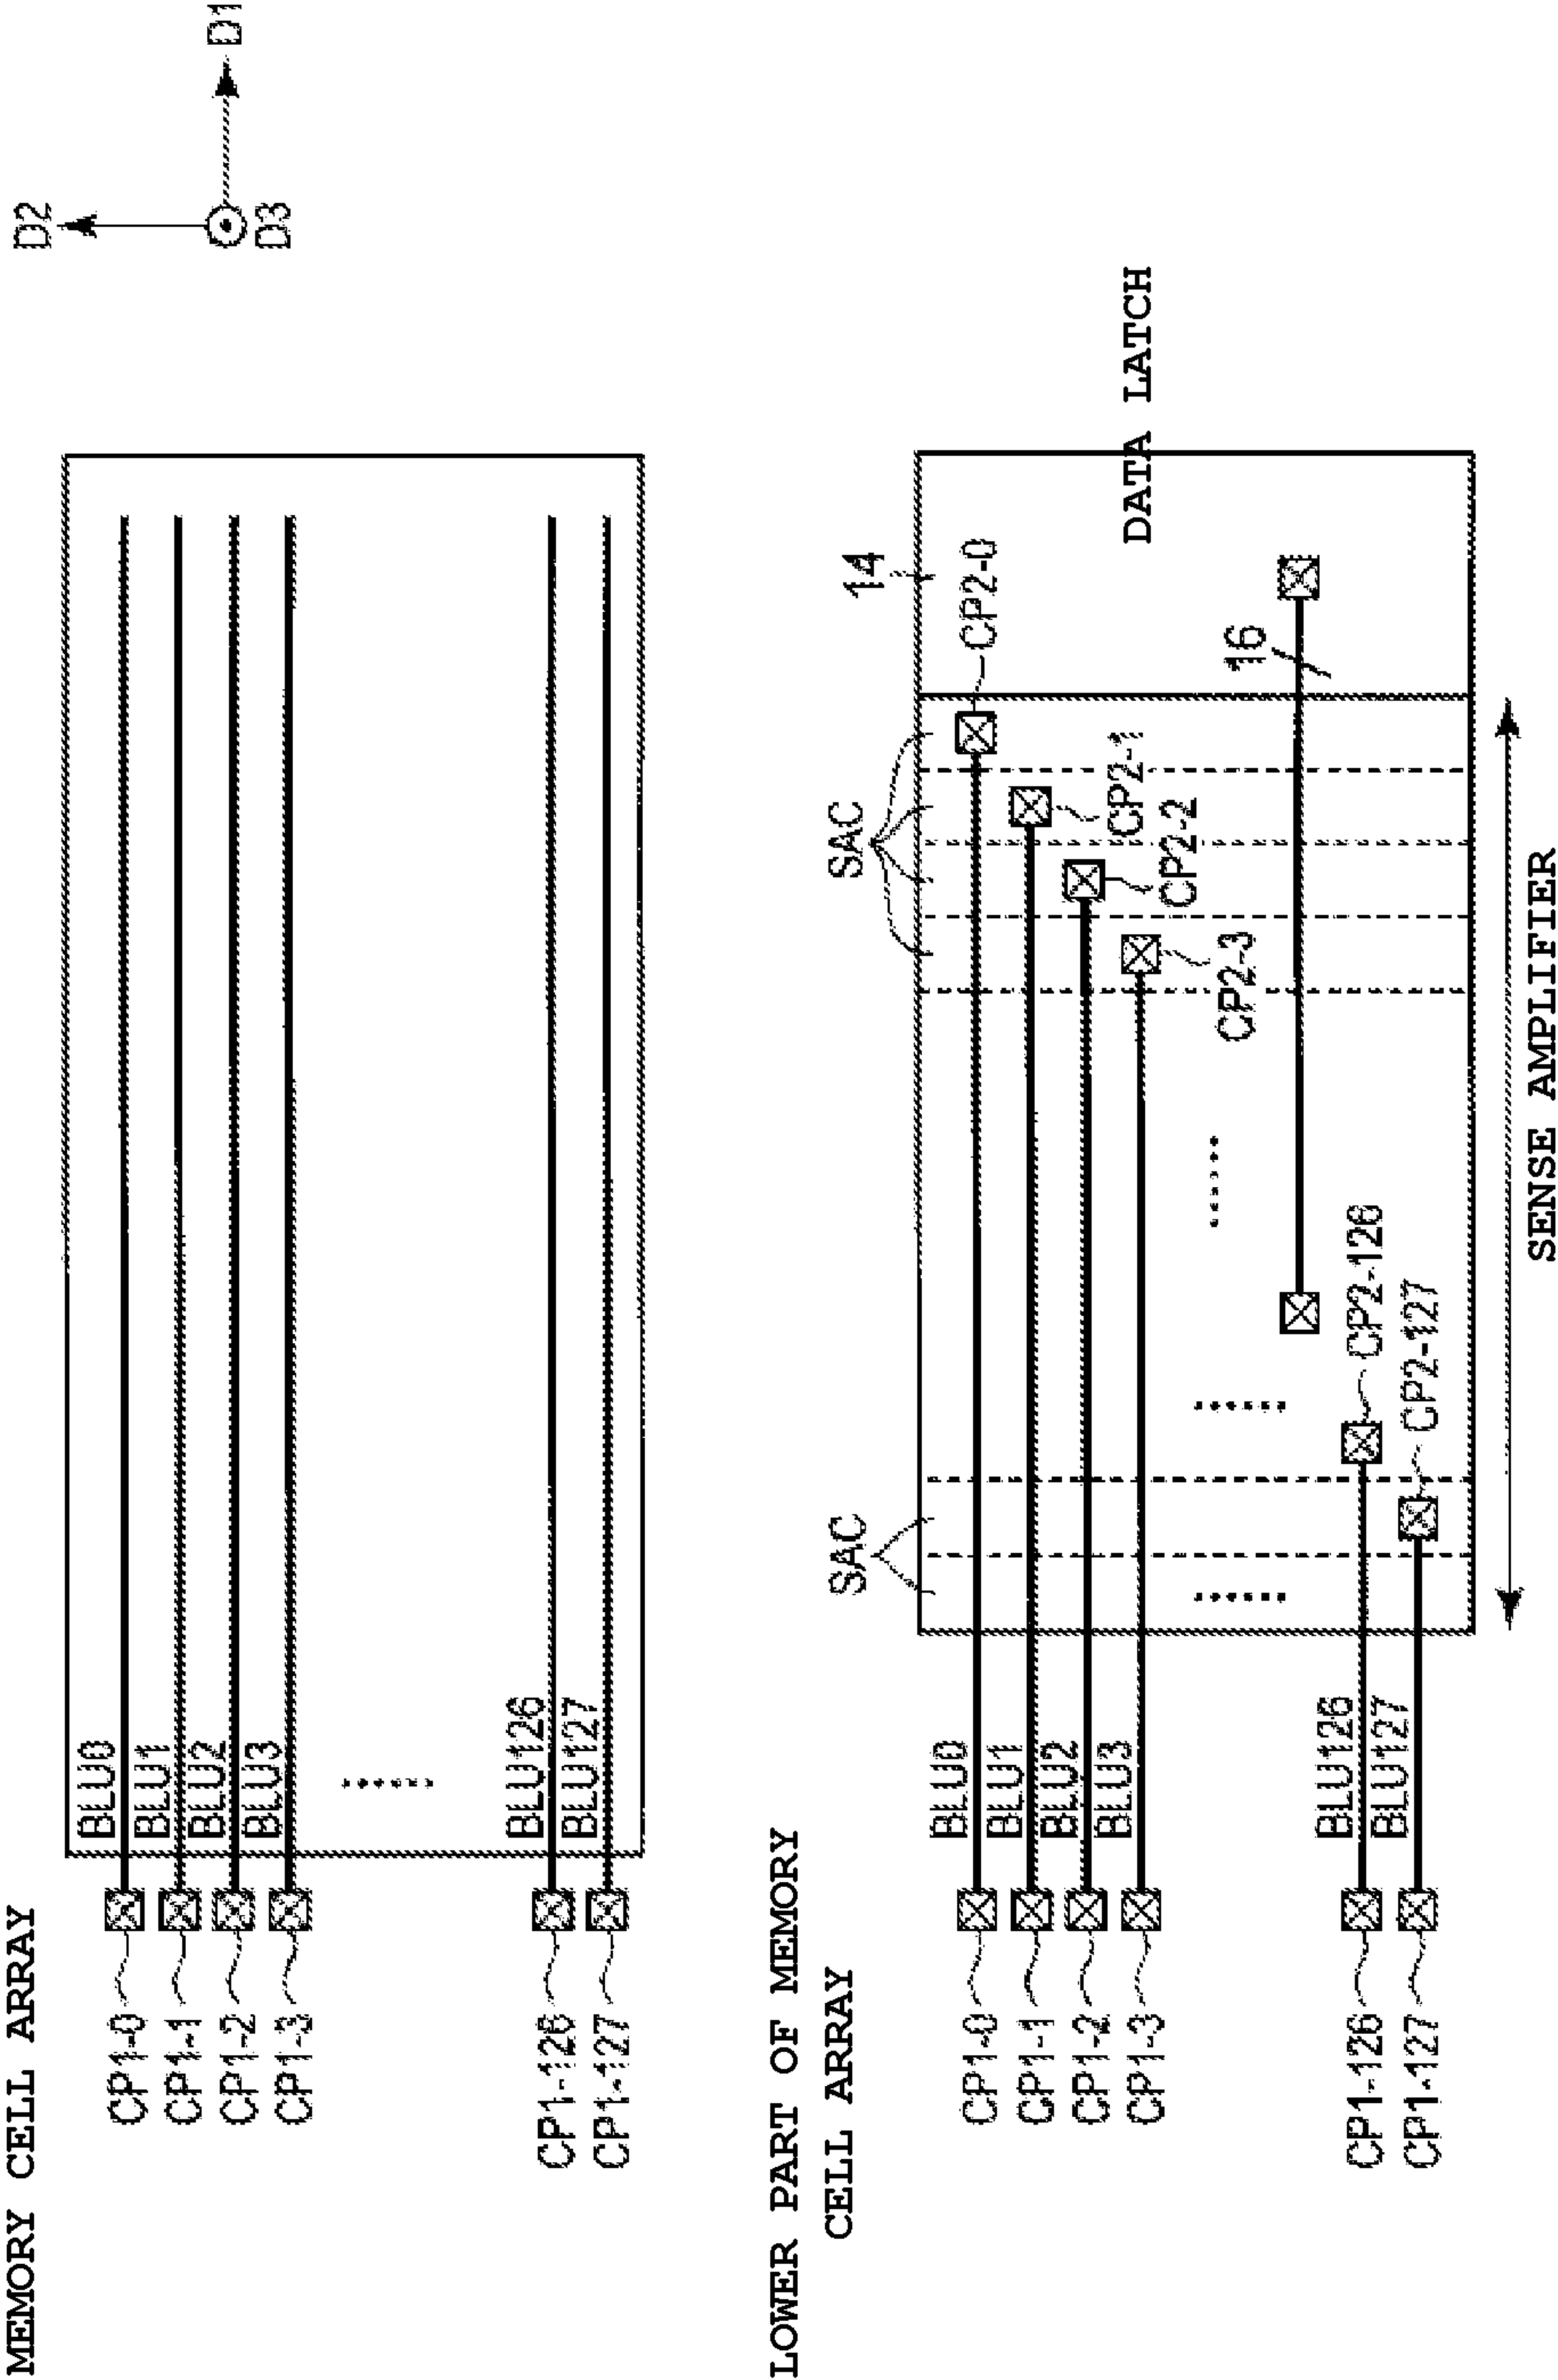 MEMORY CELL ARRAY
D2
D1
D3
BLU0
BLU1
BLU2
BLU3
BLU126
BLU127
CP1-0
CP1-1
CP1-2
CP1-3
CP1-126
CP1-127
LOWER PART OF MEMORY
CELL ARRAY
SAC
SAC
14
DATA LATCH
BLU0
BLU1
BLU2
BLU3
BLU126
BLU127
CP1-0
CP1-1
CP1-2
CP1-3
CP1-126
CP1-127
CP2-0
CP2-1
CP2-2
CP2-3
16
CP2-126
CP2-127
SENSE AMPLIFIER